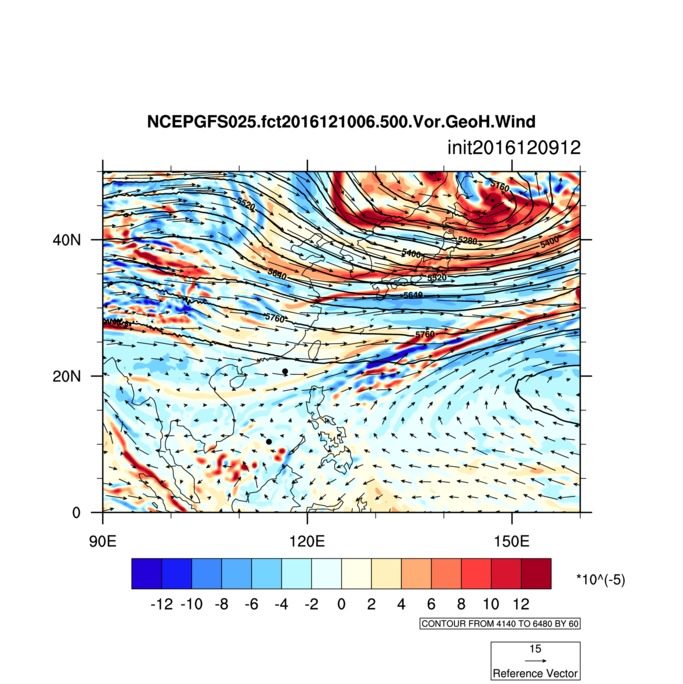 NCEPGFS025.fct2016121006.500.Vor.GeoH.Wind
init2016120912
5160
5520
5280
5400
40N
5400
5640
5520
5640
5760
5760
20N
0
90E 120E 150E
-12 -10 -8 -6 -4 -2 0 2 4 6 8 10 12
*10^(-5)
CONTOUR FROM 4140 TO 6480 BY 60
15
Reference Vector